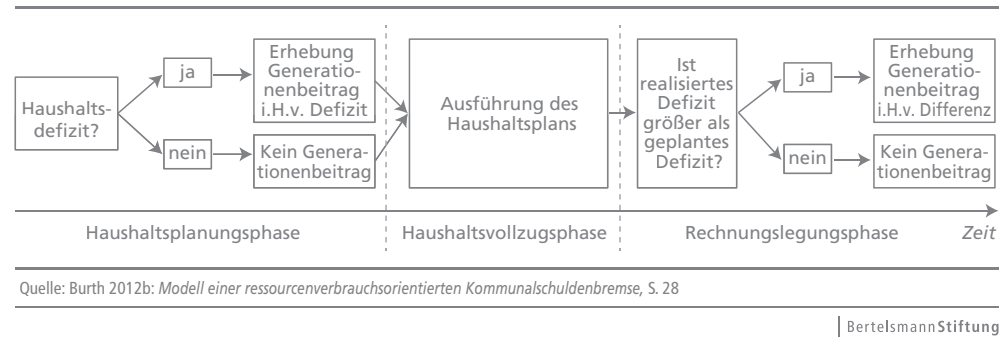 Haushalts-
defizit?
ja
nein
Erhebung
Generatio-
nenbeitrag
i.H.v. Defizit
Kein Genera-
tionenbeitrag
Ausführung des
Haushaltsplans
Ist
realisiertes
Defizit
größer als
geplantes
Defizit?
ja
nein
Erhebung
Generatio-
nenbeitrag
i.H.v. Differenz
Kein Genera-
tionenbeitrag
Haushaltsplanungsphase
Haushaltsvollzugsphase
Rechnungslegungsphase
Zeit
Quelle: Burth 2012b: Modell einer ressourcenverbrauchsorientierten Kommunalschuldenbremse, S. 28
BertelsmannStiftung